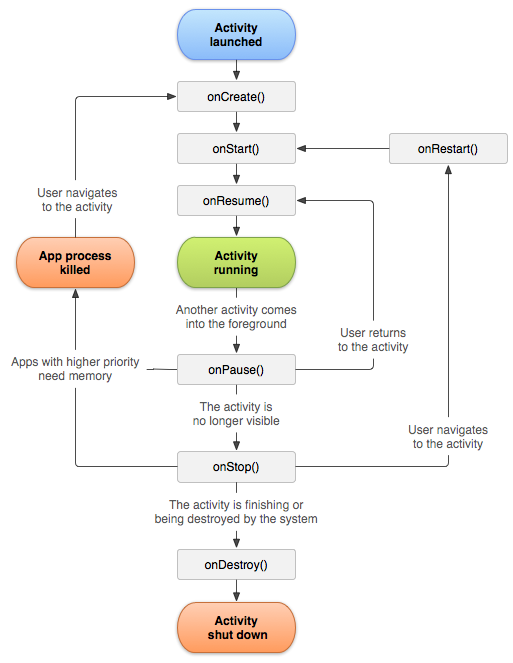 Activity
launched
onCreate()
onStart()
onRestart()
User navigates
to the activity
onResume()
App process
killed
Activity
running
Another activity comes
into the foreground
User returns
to the activity
Apps with higher priority
need memory
onPause()
The activity is
no longer visible
User navigates
to the activity
onStop()
The activity is finishing or
being destroyed by the system
onDestroy()
Activity
shut down